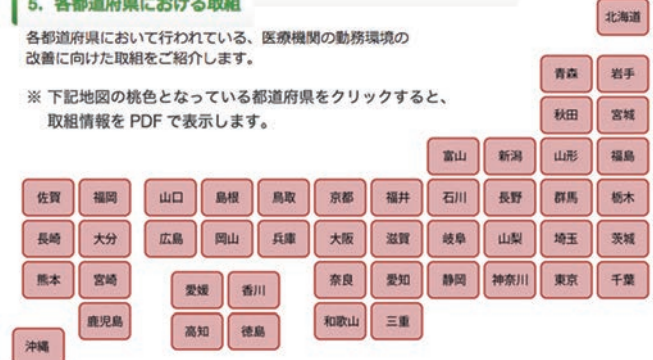 5. 各都道府県における取組
各都道府県において行われている、医療機関の勤務環境の
改善に向けた取組をご紹介します。
※ 下記地図の桃色となっている都道府県をクリックすると、
取組情報を PDF で表示します。
北海道
青森 岩手
秋田 宮城
富山 新潟 山形 福島
佐賀 福岡 山口 島根 鳥取 京都 福井 石川 長野 群馬 栃木
長崎 大分 広島 岡山 兵庫 大阪 滋賀 岐阜 山梨 埼玉 茨城
熊本 宮崎 愛媛 香川 奈良 愛知 静岡 神奈川 東京 千葉
鹿児島 高知 徳島 和歌山 三重
沖縄